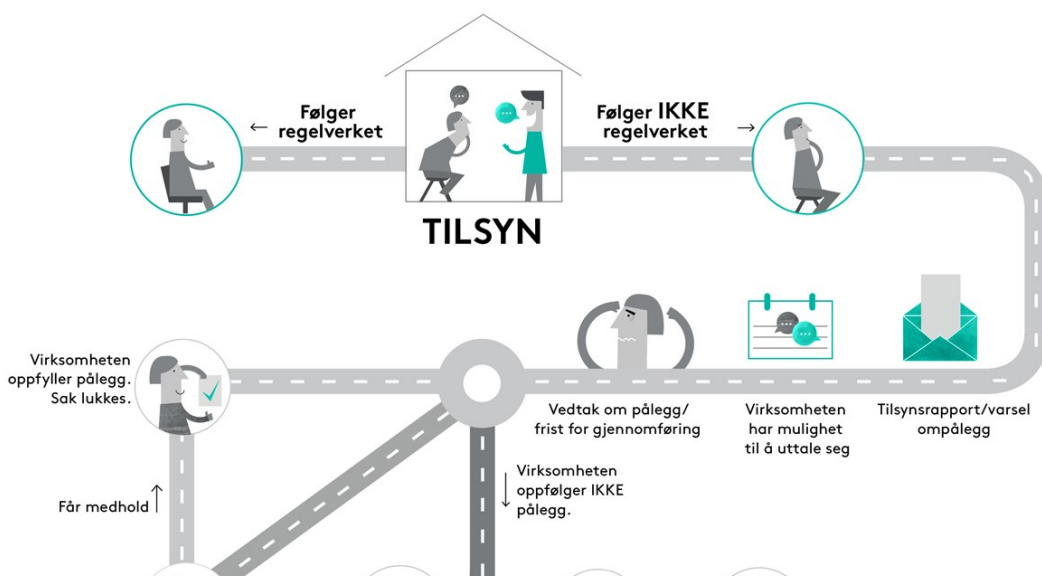 Følger
regelverket
Følger IKKE
regelverket
TILSYN
Virksomheten
oppfyller pålegg.
Sak lukkes.
Vedtak om pålegg/
frist for gjennomføring
Virksomheten
har mulighet
til å uttale seg
Tilsynsrapport/varsel
ompålegg
Får medhold
Virksomheten
oppfølger IKKE
pålegg.